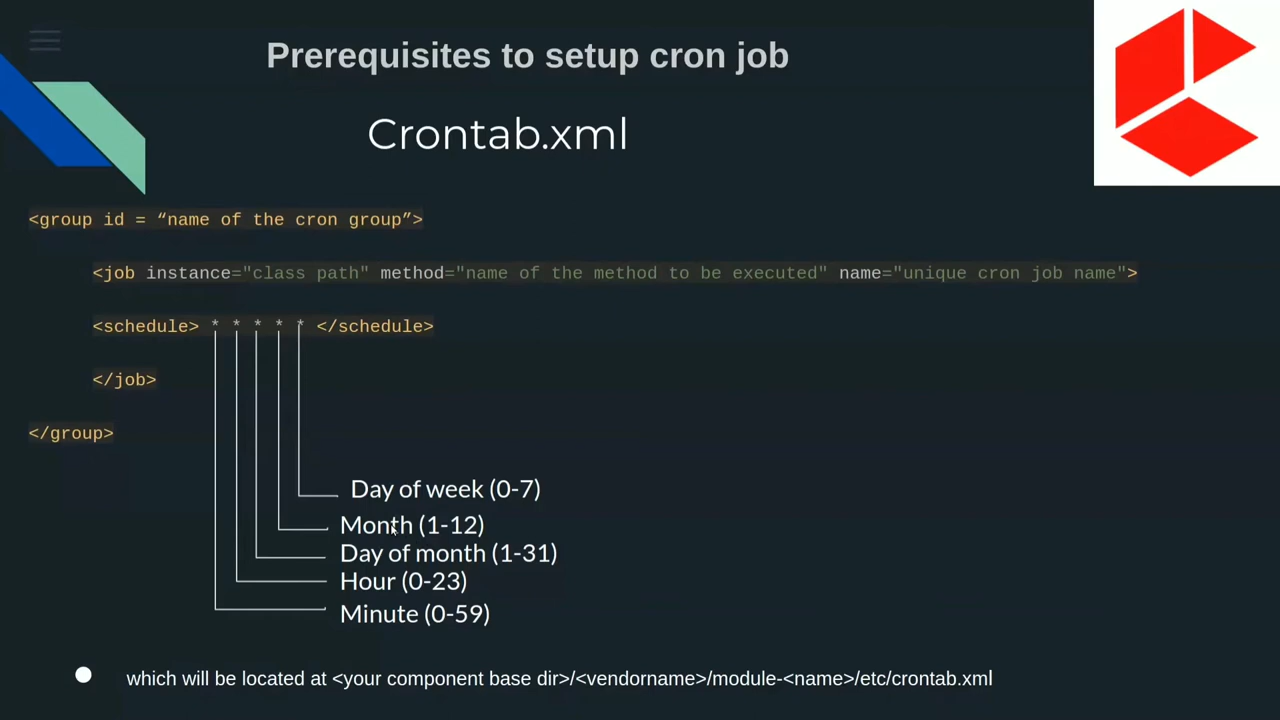 Prerequisites to setup cron job
Crontab.xml
<group id = “name of the cron group”>
<job instance="class path" method="name of the method to be executed" name="unique cron job name">
<schedule> * * * * * </schedule>
</job>
</group>
Day of week (0-7)
Month (1-12)
Day of month (1-31)
Hour (0-23)
Minute (0-59)
which will be located at <your component base dir>/<vendorname>/module-<name>/etc/crontab.xml